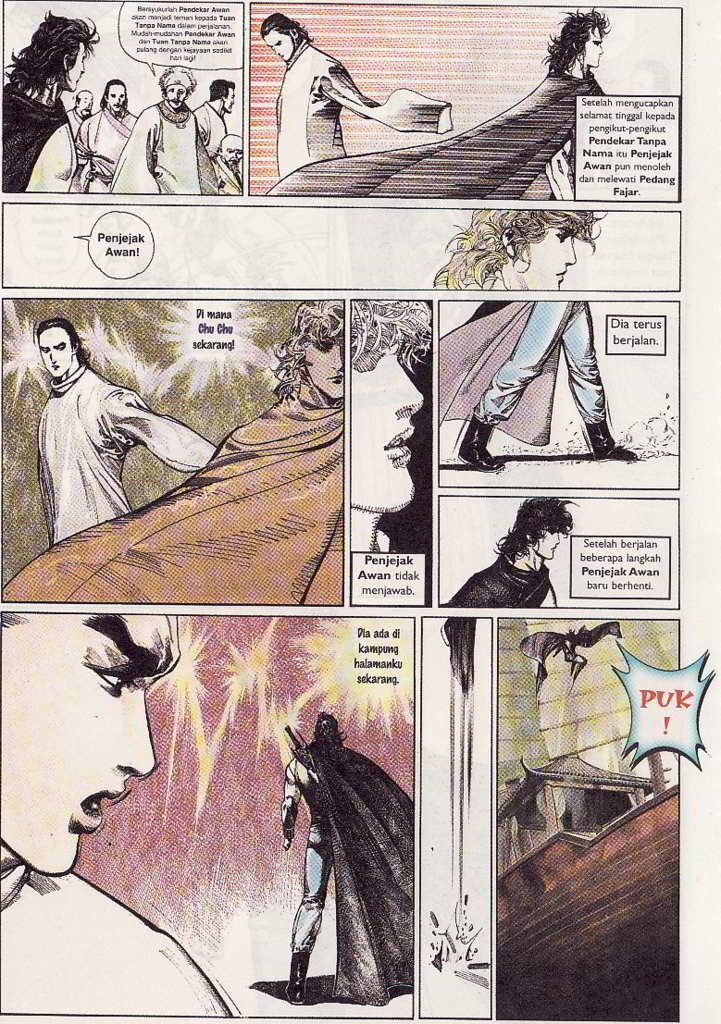 Bersyukurlah Pendekar Awan
akan menjadi teman kepada Tuan
Tanpa Nama dalam perjalanan.
Mudah-mudahan Pendekar Awan
dan Tuan Tanpa Nama akan
pulang dengan kejayaan sedikit
hari lagi!
Setelah mengucapkan
selamat tinggal kepada
pengikut-pengikut
Pendekar Tanpa
Nama itu Penjejak
Awan pun menoleh
dan melewati Pedang
Fajar.
Penjejak
Awan!
Di mana
Chu Chu
sekarang!
Penjejak
Awan tidak
menjawab.
Dia terus
berjalan.
Setelah berjalan
beberapa langkah
Penjejak Awan
baru berhenti.
Dia ada di
kampung
halamanku
sekarang.
PUK
!